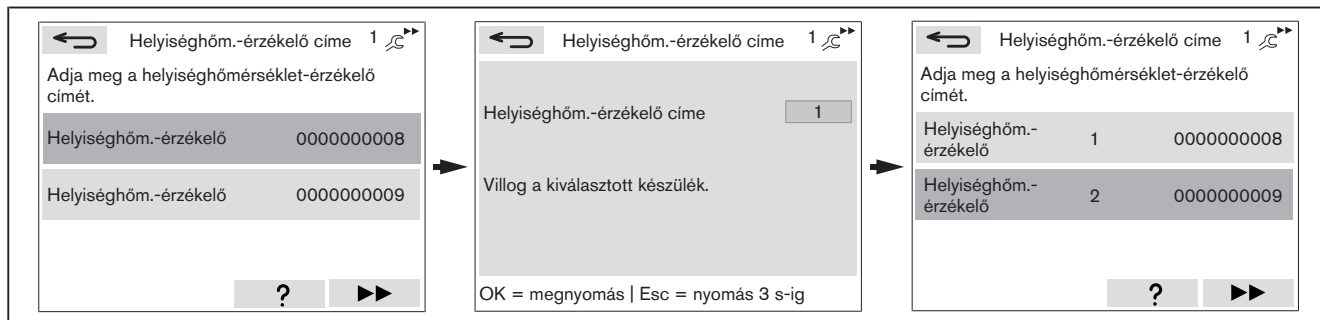 Helyiséghőm.-érzékelő címe 1
Adja meg a helyiséghőmérséklet-érzékelő
címét.
Helyiséghőm.-érzékelő 0000000008
Helyiséghőm.-érzékelő 0000000009
?
Helyiséghőm.-érzékelő címe 1
Helyiséghőm.-érzékelő címe 1
Villog a kiválasztott készülék.
OK = megnyomás | Esc = nyomás 3 s-ig
Helyiséghőm.-érzékelő címe 1
Adja meg a helyiséghőmérséklet-érzékelő
címét.
Helyiséghőm.-
érzékelő 1 0000000008
Helyiséghőm.-
érzékelő 2 0000000009
?